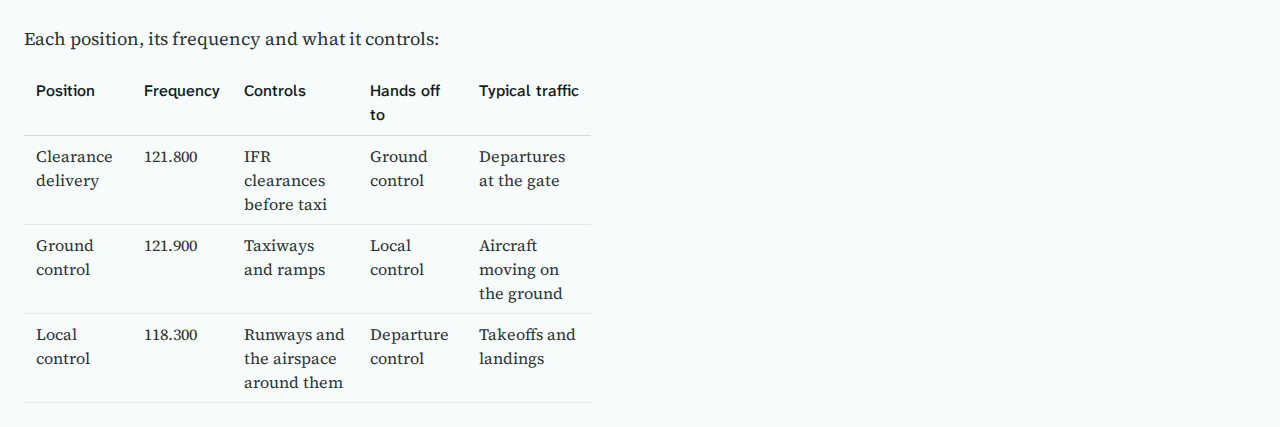 Each position, its frequency and what it controls:
Position Frequency Controls Hands off to Typical traffic
Clearance delivery 121.800 IFR clearances before taxi Ground control Departures at the gate
Ground control 121.900 Taxiways and ramps Local control Aircraft moving on the ground
Local control 118.300 Runways and the airspace around them Departure control Takeoffs and landings